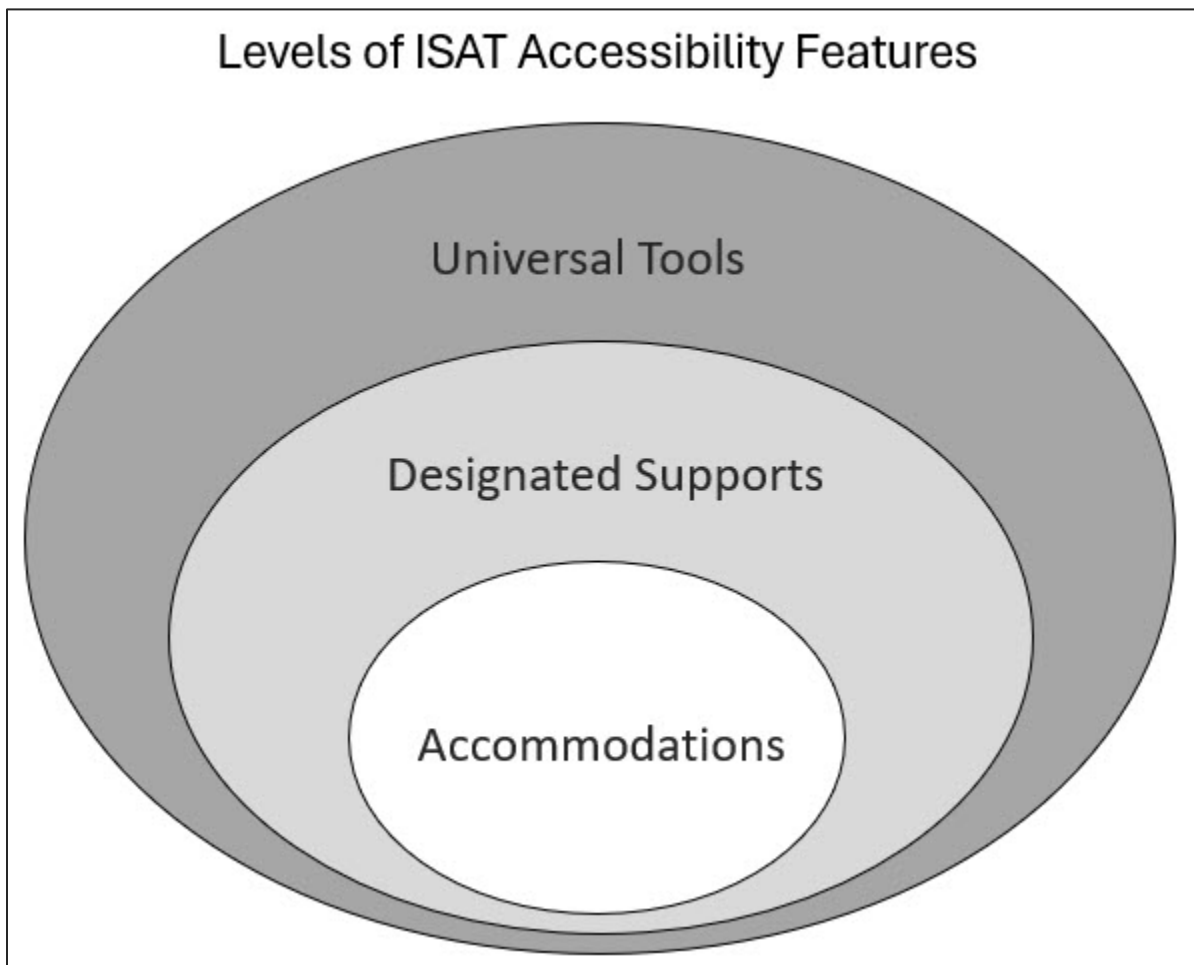 Levels of ISAT Accessibility Features
Universal Tools
Designated Supports
Accommodations